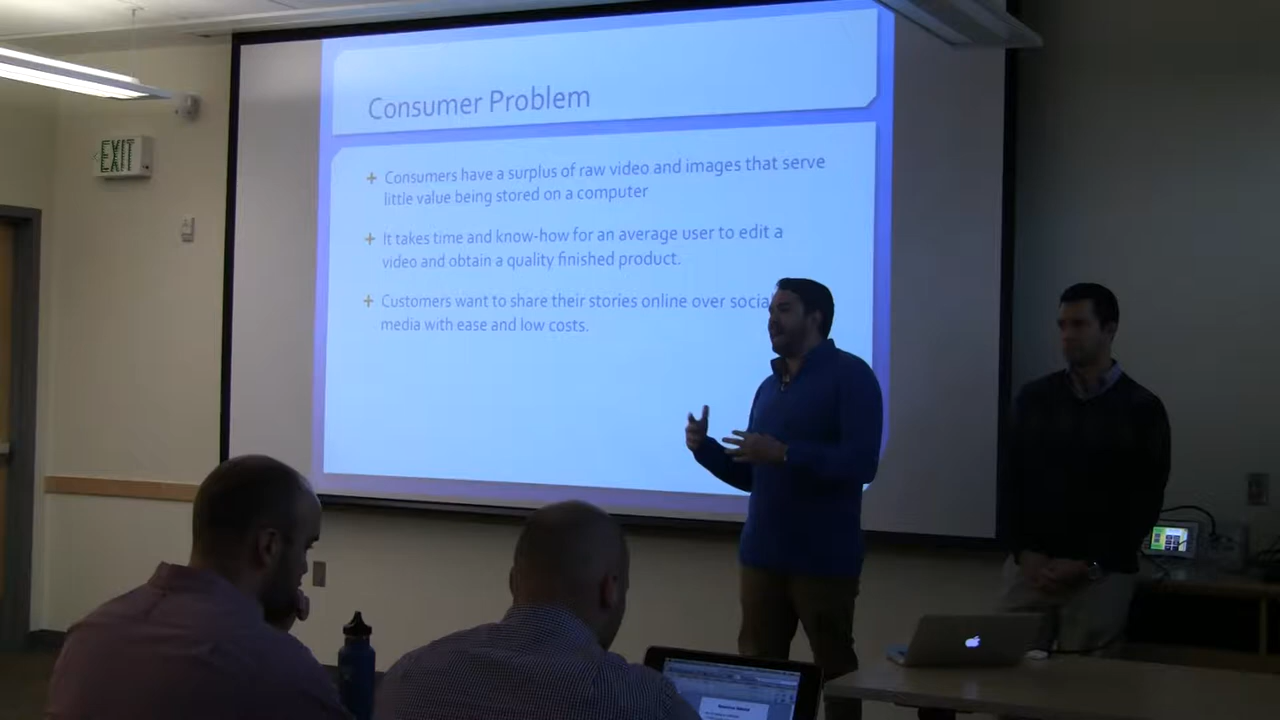 EXIT
Consumer Problem
+ Consumers have a surplus of raw video and images that serve
little value being stored on a computer
+ It takes time and know-how for an average user to edit a
video and obtain a quality finished product.
+ Customers want to share their stories online over socia
media with ease and low costs.